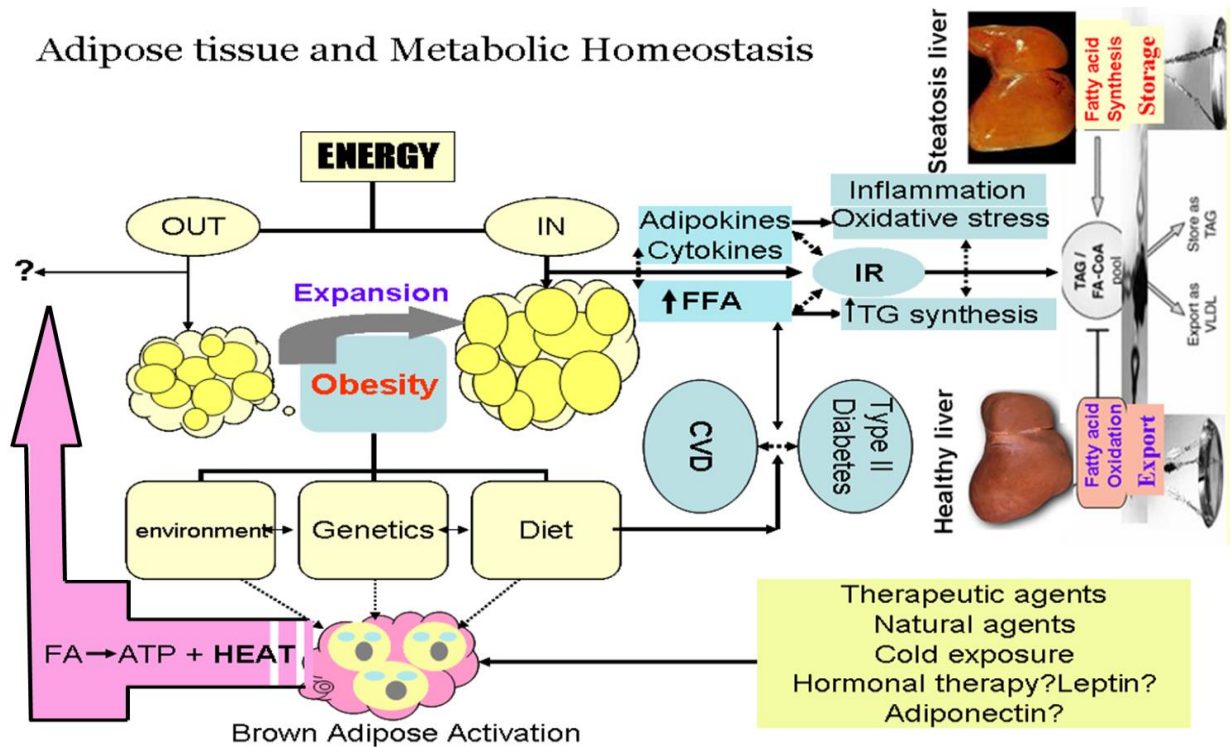 Adipose tissue and Metabolic Homeostasis
ENERGY
OUT
IN
?
Expansion
Obesity
environment
Genetics
Diet
FA→ATP + HEAT
Brown Adipose Activation
Adipokines
Cytokines
↑FFA
Inflammation
Oxidative stress
IR
↑TG synthesis
CVD
Type II
Diabetes
Therapeutic agents
Natural agents
Cold exposure
Hormonal therapy?Leptin?
Adiponectin?
Steatosis liver
Fatty acid
Synthesis
Storage
TAG /
FA-CoA
pool
Store as
TAG
Export as
VLDL
Healthy liver
Fatty acid
Oxidation
Export